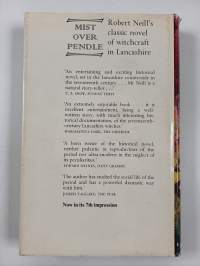 MIST
OVER
PENDLE
Robert Neill's
classic novel
of witchcraft
in Lancashire
'An entertaining and exciting historical
novel, set in the Lancashire countryside in
the seventeenth century . . . Mr Neill is a
natural story-teller . . .'
'An extremely enjoyable book . . . it is
excellent entertainment, being a well-
written story, with much interesting his-
torical documentation, of the seventeenth-
century Lancashire witches.'
'A born writer of the historical novel,
neither pedantic in reproduction of the
period nor ultra-modern in the neglect of
its peculiarities.'
The author has studied the social life of the
period and has a powerful dramatic way
with him.'
Now in its 7th impression